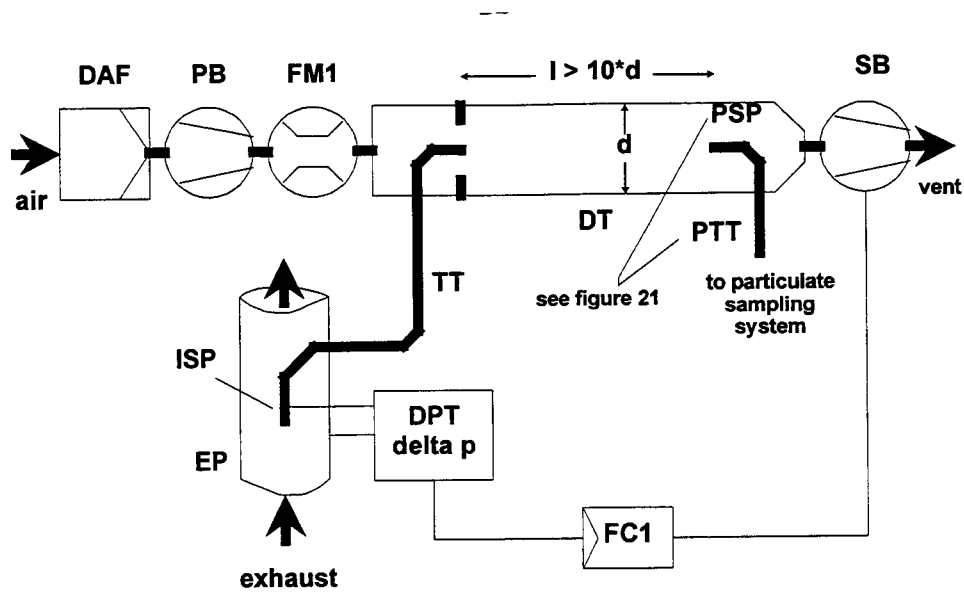 DAF
PB
FM1
l > 10*d
SB
PSP
d
air
vent
DT
PTT
TT
see figure 21
to particulate
sampling
system
ISP
DPT
delta p
EP
FC1
exhaust